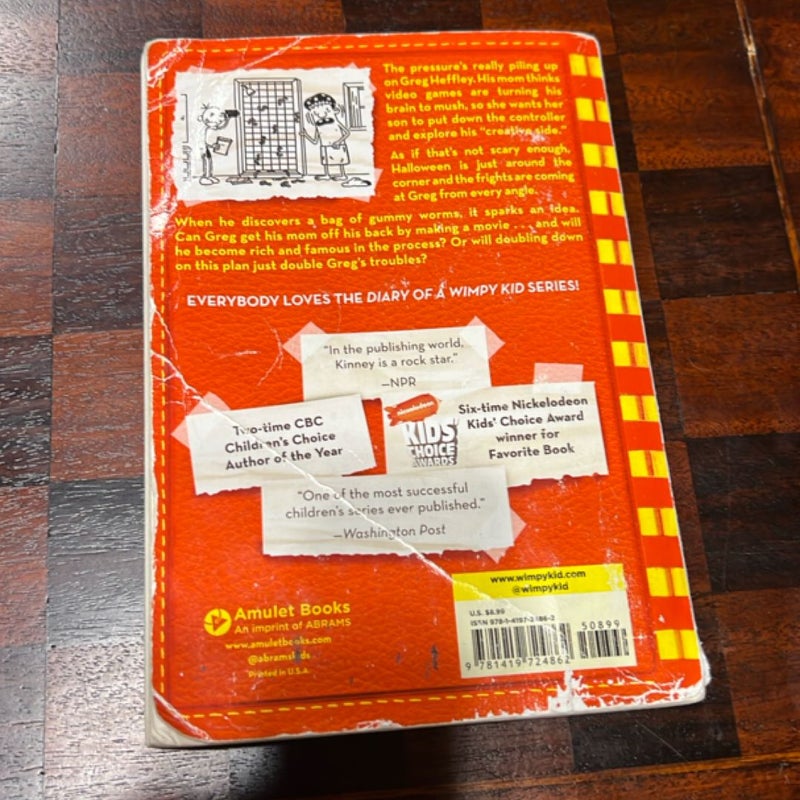 The pressure's really piling up
on Greg Heffley. His mom thinks
video games are turning his
brain to mush, so she wants her
son to put down the controller
and explore his "creative side."
As if that's not scary enough,
Halloween is just around the
corner and the frights are coming
at Greg from every angle.
When he discovers a bag of gummy worms, it sparks an idea.
Can Greg get his mom off his back by making a movie . . . and will
he become rich and famous in the process? Or will doubling down
on this plan just double Greg's troubles?
EVERYBODY LOVES THE DIARY OF A WIMPY KID SERIES!
"In the publishing world,
Kinney is a rock star."
—NPR
Two-time CBC
Children's Choice
Author of the Year
nickelodeon
KIDS'
CHOICE
AWARDS
Six-time Nickelodeon
Kids' Choice Award
winner for
Favorite Book
"One of the most successful
children's series ever published."
—Washington Post
www.wimpykid.com
@wimpykid
Amulet Books
An imprint of ABRAMS
www.amuletbooks.com
@abramskids
Printed in U.S.A.
U.S. $8.99
ISBN 978-1-4197-2486-2
50899
9 781419 724862